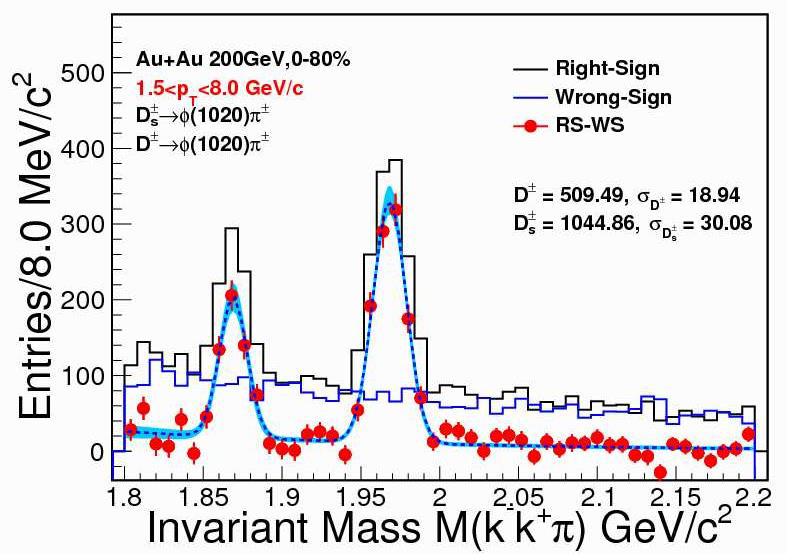 Au+Au 200GeV,0-80%
1.5<p_T<8.0 GeV/c
D_s^±→ϕ(1020)π^±
D^±→ϕ(1020)π^±
Right-Sign
Wrong-Sign
RS-WS
D^± = 509.49, σ_D^± = 18.94
D_s^± = 1044.86, σ_D_s^± = 30.08
Entries/8.0 MeV/c²
500
400
300
200
100
0
1.8 1.85 1.9 1.95 2 2.05 2.1 2.15 2.2
Invariant Mass M(k⁻k⁺π) GeV/c²